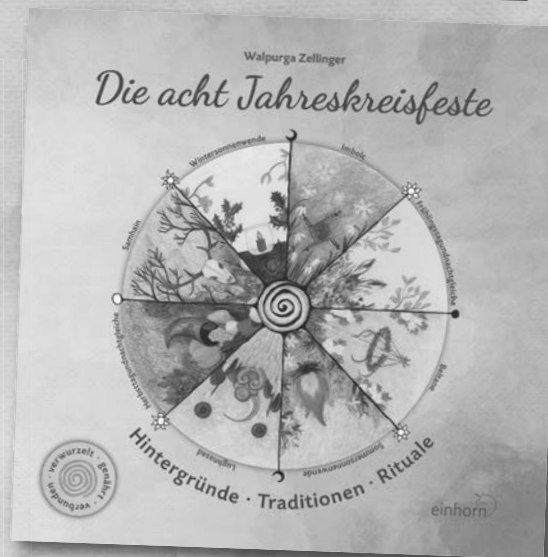 Walpurga Zellinger
Die acht Jahreskreisfeste
Wintersonnenwende
Imbolc
Frühlingstagundnachtgleiche
Beltane
Sommersonnenwende
Lughnasad
Herbsttagundnachtgleiche
Samhain
Hintergründe · Traditionen · Rituale
verwurzelt · genährt · verbunden ·
einhorn